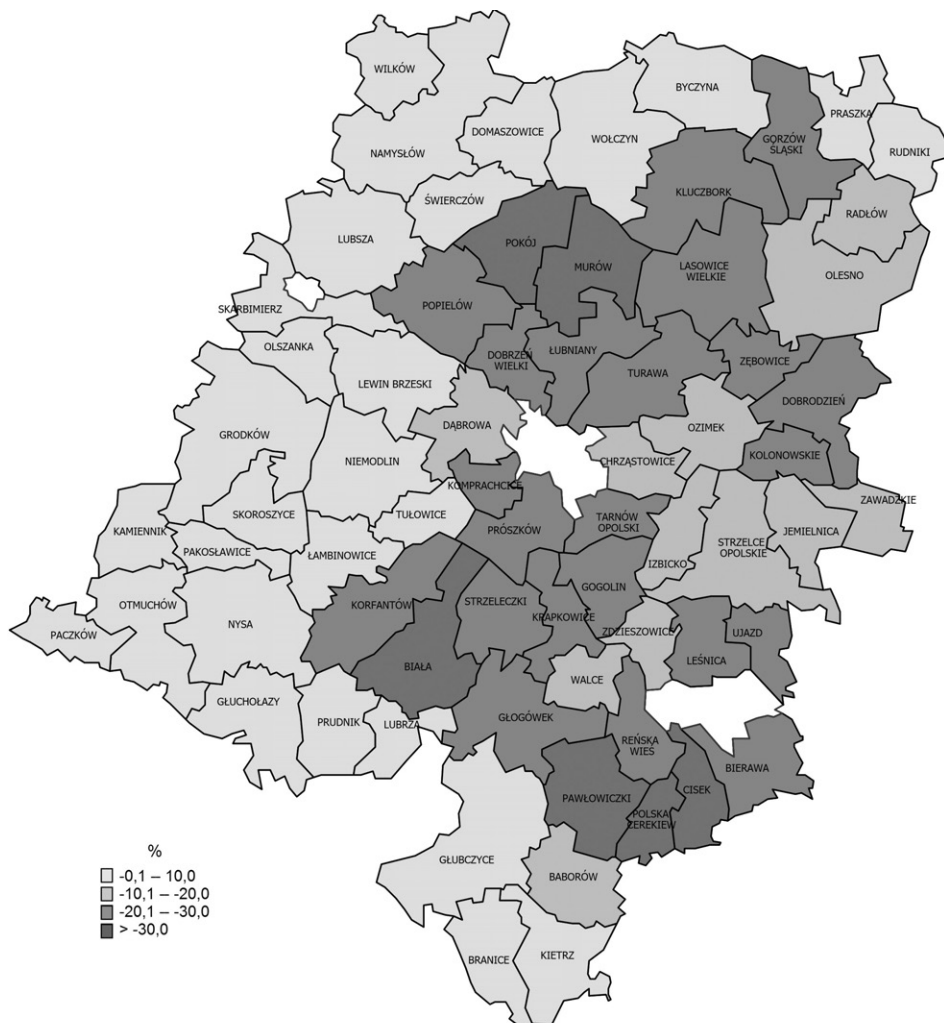 WILKÓW
BYCZYNA
PRASZKA
DOMASZOWICE
WOŁCZYN
GORZÓW
ŚLĄSKI
NAMYSŁÓW
RUDNIKI
KLUCZBORK
ŚWIERCZÓW
RADŁÓW
LUBSZA
POKÓJ
MURÓW
LASOWICE
WIELKIE
OLESNO
SKARBIMIERZ
POPIELÓW
OLSZANKA
DOBRZEŃ
WIELKI
ŁUBNIANY
ZĘBOWICE
LEWIN BRZESKI
TURAWA
DOBRODZIEŃ
DĄBROWA
OZIMEK
GRODKÓW
NIEMODLIN
CHRZĄSTOWICE
KOLONOWSKIE
KOMPRACHCICE
ZAWADZKIE
SKOROSZYCE
TUŁOWICE
PRÓSZKÓW
TARNÓW
OPOLSKI
KAMIENNIK
PAKOSŁAWICE
ŁAMBINOWICE
STRZELCE
OPOLSKIE
JEMIELNICA
IZBICKO
OTMUCHÓW
KORFANTÓW
STRZELECZKI
GOGOLIN
NYSA
KRAPKOWICE
PACZKÓW
ZDZIESZOWICE
UJAZD
BIAŁA
LEŚNICA
WALCE
GŁUCHOŁAZY
PRUDNIK
LUBRZA
GŁOGÓWEK
REŃSKA
WIEŚ
BIERAWA
PAWŁOWICZKI
CISEK
POLSKA
CEREKIEW
GŁUBCZYCE
BABORÓW
BRANICE
KIETRZ
%
-0,1 – 10,0
-10,1 – -20,0
-20,1 – -30,0
> -30,0